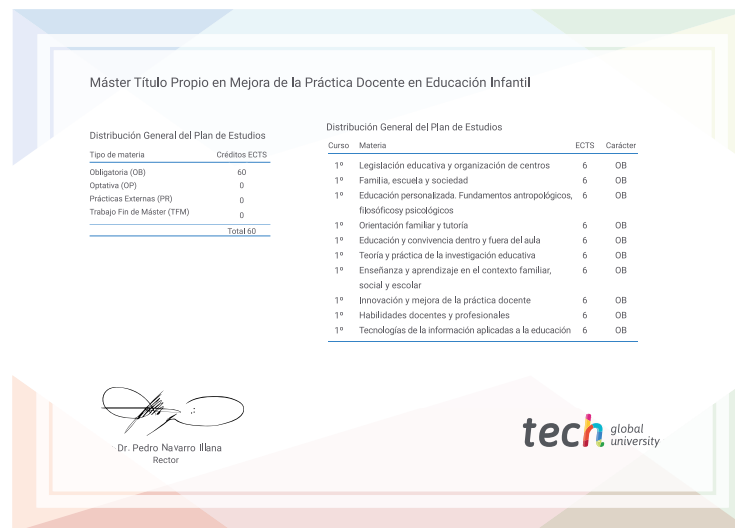 Máster Título Propio en Mejora de la Práctica Docente en Educación Infantil
Distribución General del Plan de Estudios
Tipo de materia Créditos ECTS
Obligatoria (OB) 60
Optativa (OP) 0
Prácticas Externas (PR) 0
Trabajo Fin de Máster (TFM) 0
Total 60
Distribución General del Plan de Estudios
Curso Materia ECTS Carácter
1º Legislación educativa y organización de centros 6 OB
1º Familia, escuela y sociedad 6 OB
1º Educación personalizada. Fundamentos antropológicos, 6 OB
filosóficosy psicológicos
1º Orientación familiar y tutoría 6 OB
1º Educación y convivencia dentro y fuera del aula 6 OB
1º Teoría y práctica de la investigación educativa 6 OB
1º Enseñanza y aprendizaje en el contexto familiar, 6 OB
social y escolar
1º Innovación y mejora de la práctica docente 6 OB
1º Habilidades docentes y profesionales 6 OB
1º Tecnologías de la información aplicadas a la educación 6 OB
Dr. Pedro Navarro Illana
Rector
tech global
university